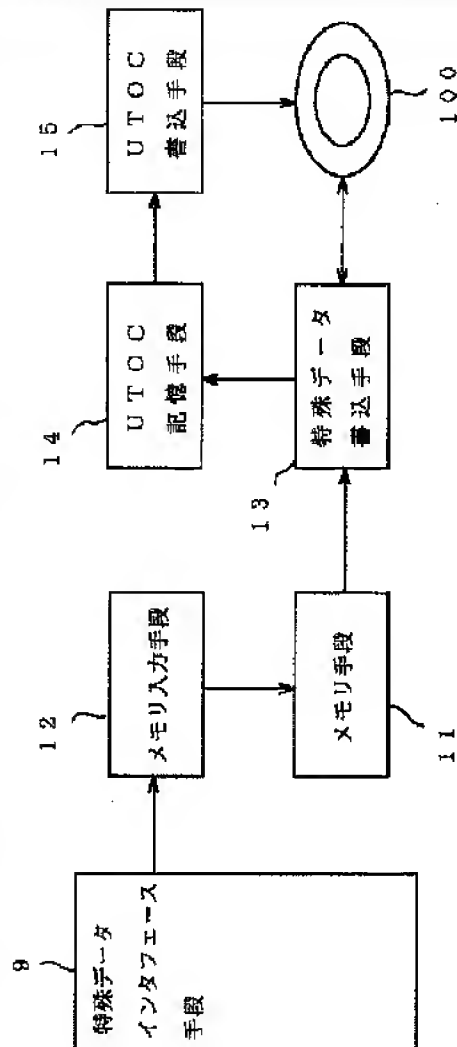 9
特殊データ
インタフェース
手段
12
メモリ入力手段
メモリ手段
11
14
UTOC
記憶手段
13
特殊データ
書込手段
15
UTOC
書込手段
100